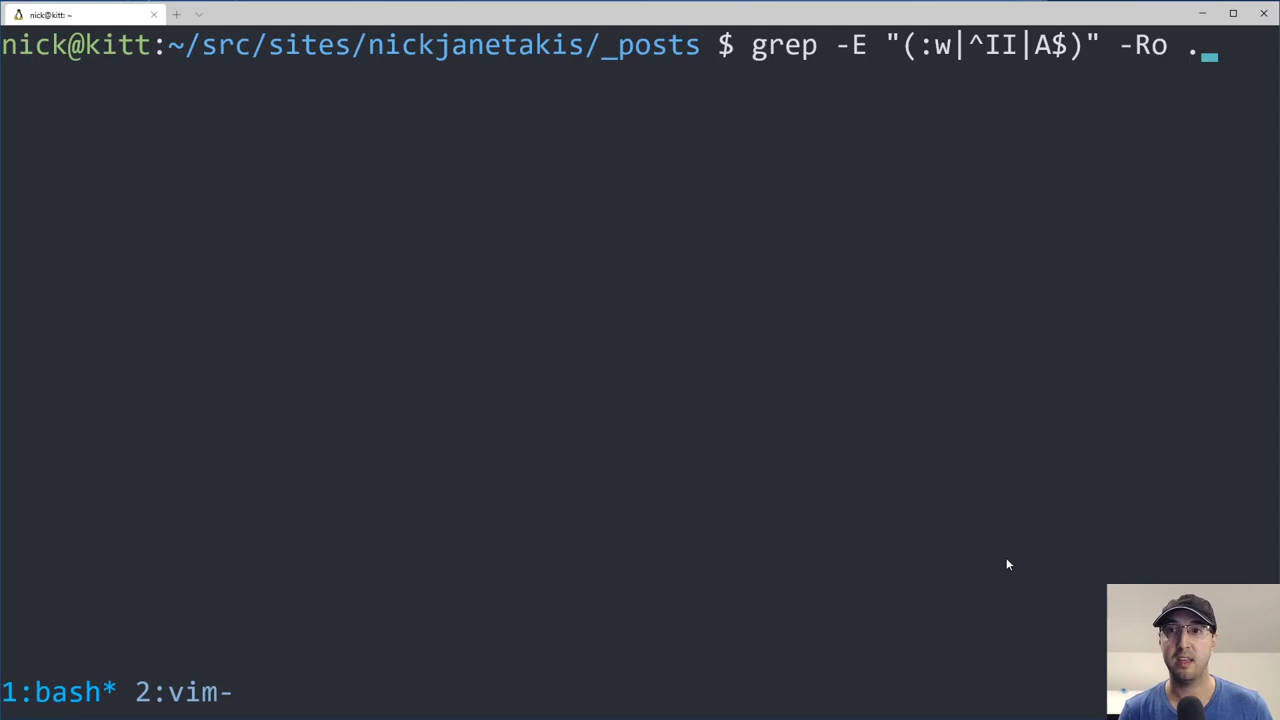 nick@kitt: ~
nick@kitt:~/src/sites/nickjanetakis/_posts $ grep -E "(:w|^II|A$)" -Ro .
1:bash* 2:vim-